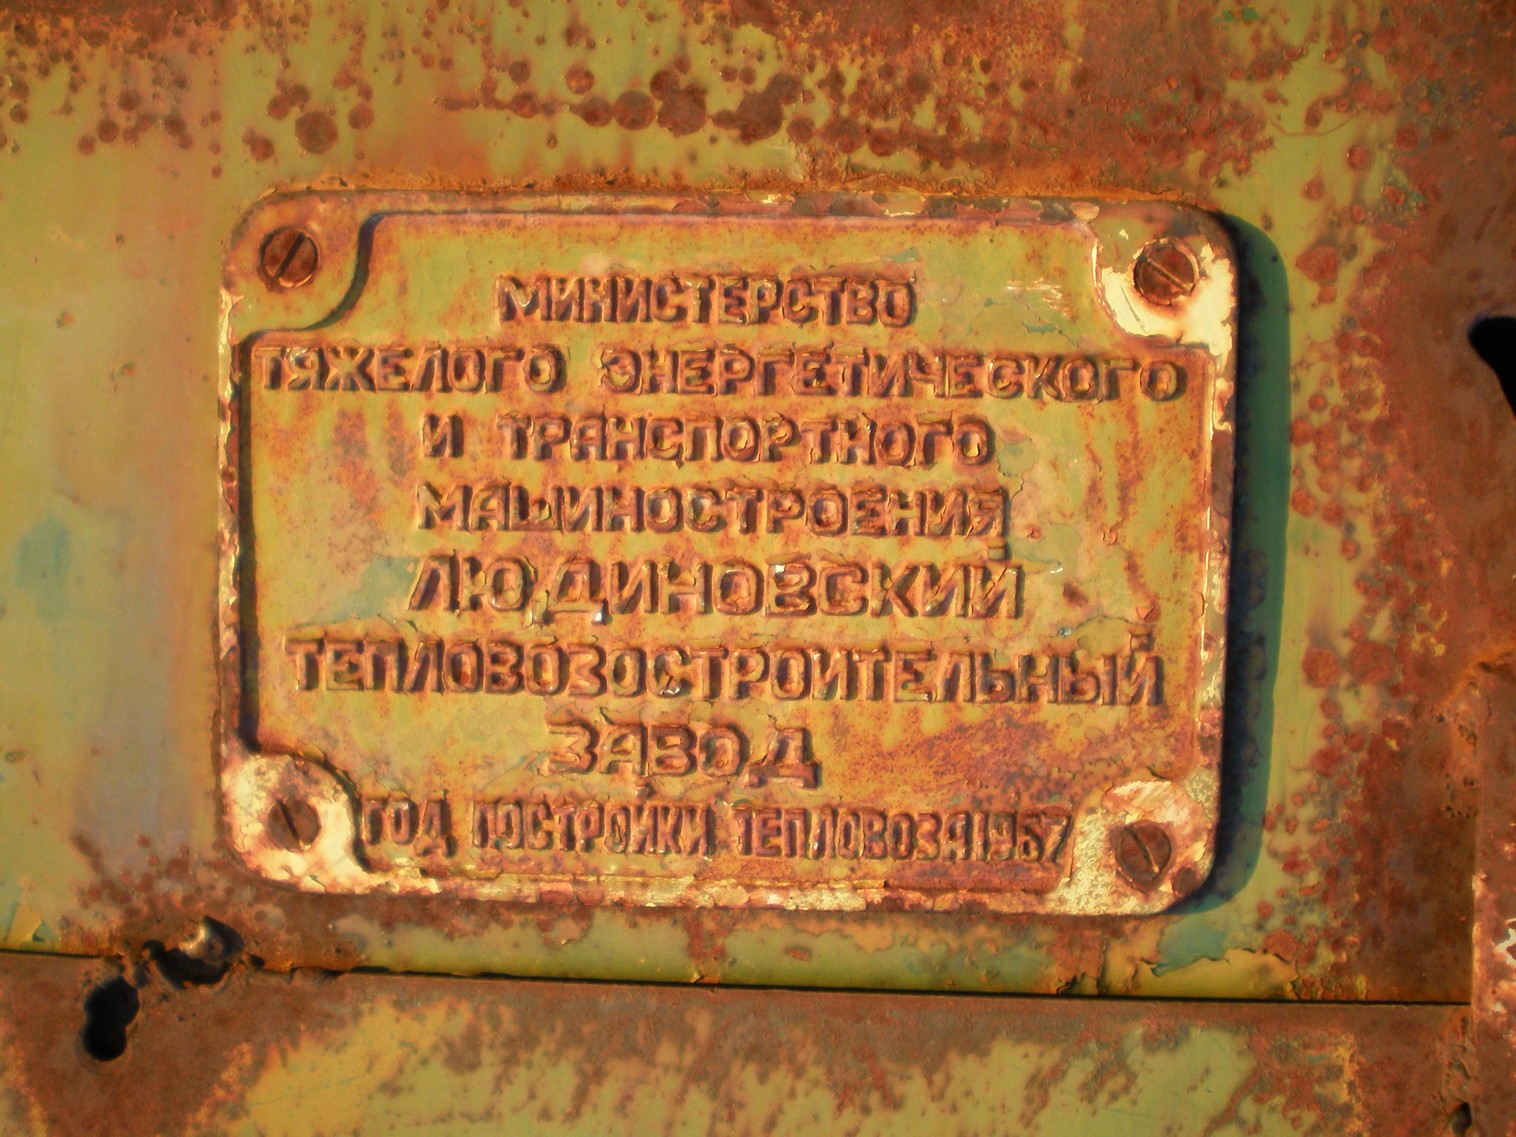 МИНИСТЕРСТВО
ТЯЖЕЛОГО ЭНЕРГЕТИЧЕСКОГО
И ТРАНСПОРТНОГО
МАШИНОСТРОЕНИЯ
ЛЮДИНОВСКИЙ
ТЕПЛОВОЗОСТРОИТЕЛЬНЫЙ
ЗАВОД
ГОД ПОСТРОЙКИ ТЕПЛОВОЗА 1967